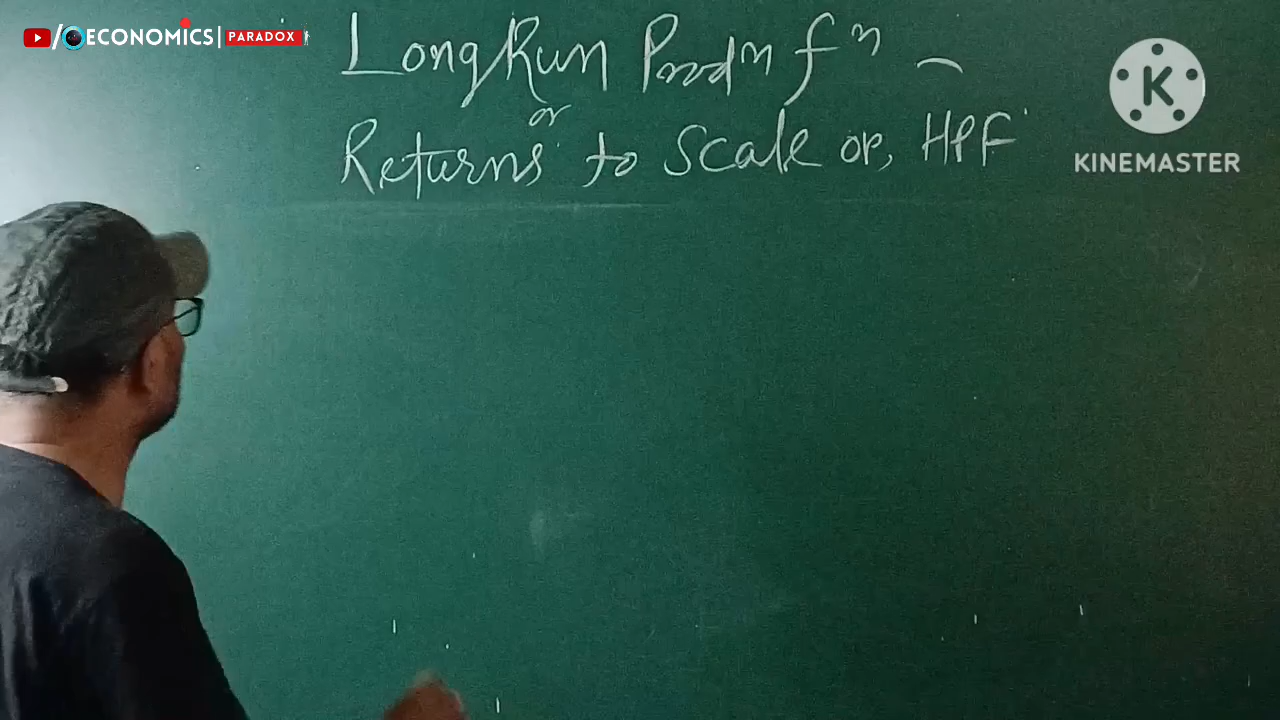 /ECONOMICS| PARADOX
Long Run Prodn fn –
or
Returns to Scale or, HPF
KINEMASTER